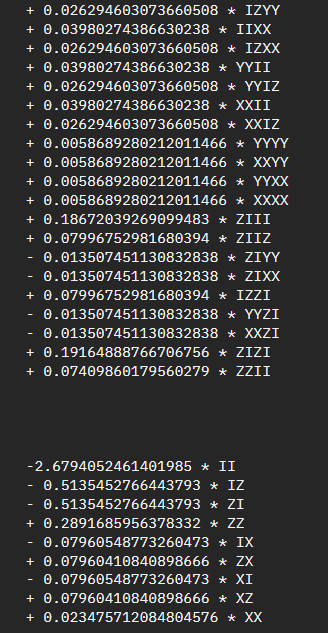 + 0.026294603073660508 * IZYY
+ 0.03980274386630238 * IIXX
+ 0.026294603073660508 * IZXX
+ 0.03980274386630238 * YYII
+ 0.026294603073660508 * YYIZ
+ 0.03980274386630238 * XXII
+ 0.026294603073660508 * XXIZ
+ 0.0058689280212011466 * YYYY
+ 0.0058689280212011466 * XXYY
+ 0.0058689280212011466 * YYXX
+ 0.0058689280212011466 * XXXX
+ 0.18672039269099483 * ZIII
+ 0.07996752981680394 * ZIIZ
- 0.013507451130832838 * ZIYY
- 0.013507451130832838 * ZIXX
+ 0.07996752981680394 * IZZI
- 0.013507451130832838 * YYZI
- 0.013507451130832838 * XXZI
+ 0.19164888766706756 * ZIZI
+ 0.07409860179560279 * ZZII
-2.6794052461401985 * II
- 0.5135452766443793 * IZ
- 0.5135452766443793 * ZI
+ 0.2891685956378332 * ZZ
- 0.07960548773260473 * IX
+ 0.07960410840898666 * ZX
- 0.07960548773260473 * XI
+ 0.07960410840898666 * XZ
+ 0.023475712084804576 * XX